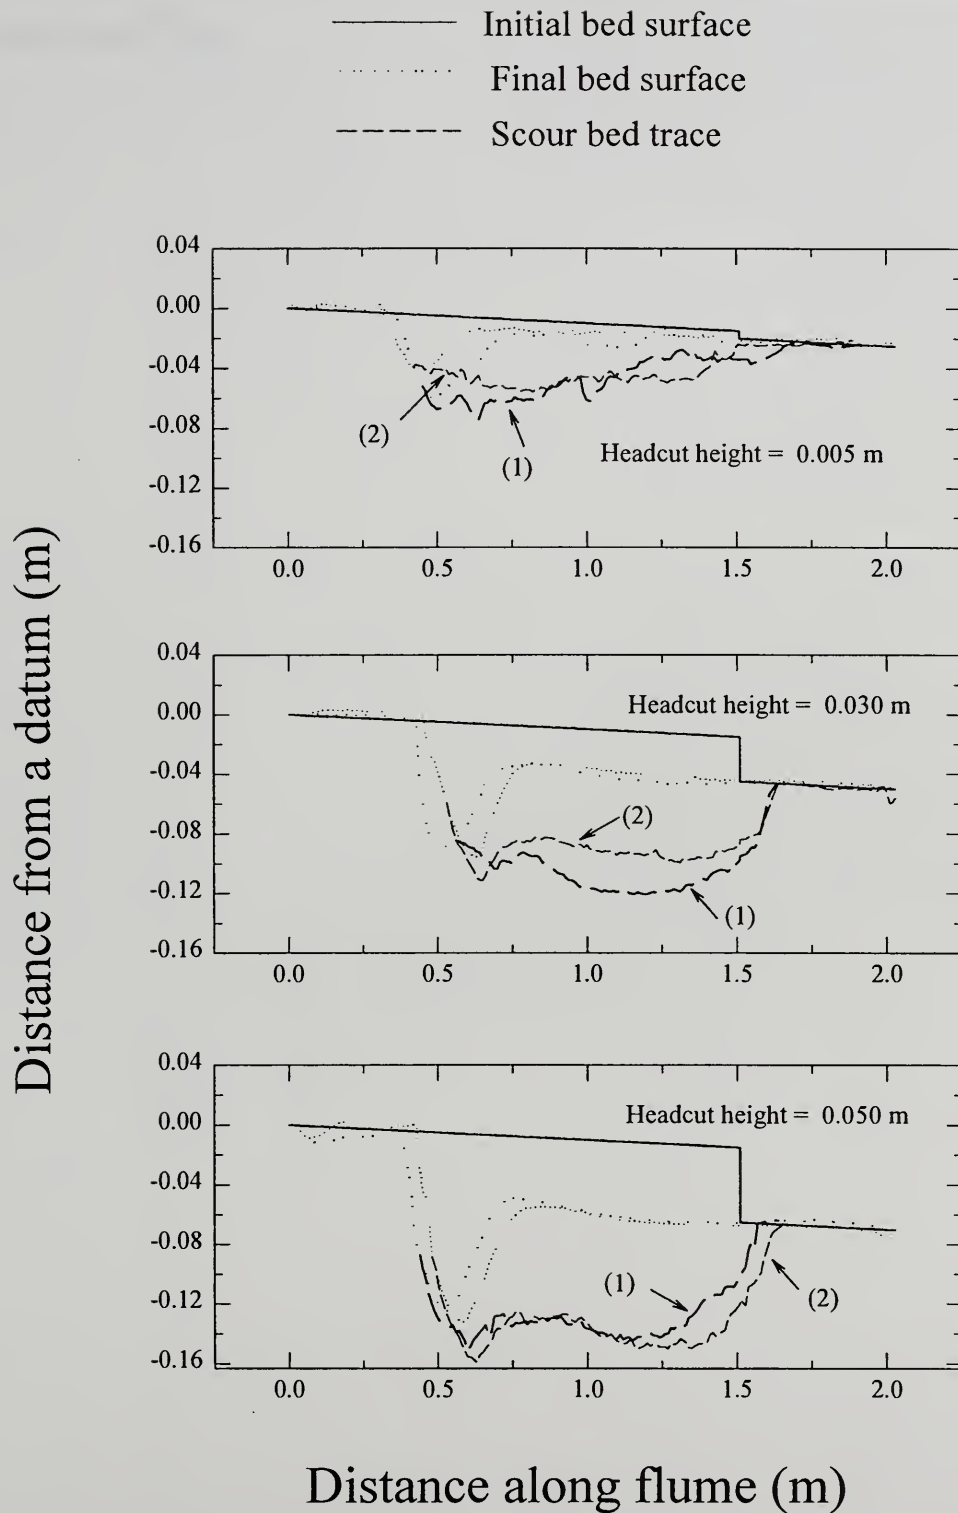 Initial bed surface
Final bed surface
Scour bed trace
Distance from a datum (m)
0.04
0.00
-0.04
-0.08
-0.12
-0.16
(2)
(1)
Headcut height = 0.005 m
0.0 0.5 1.0 1.5 2.0
0.04
0.00
-0.04
-0.08
-0.12
-0.16
Headcut height = 0.030 m
(2)
(1)
0.0 0.5 1.0 1.5 2.0
0.04
0.00
-0.04
-0.08
-0.12
-0.16
Headcut height = 0.050 m
(1)
(2)
0.0 0.5 1.0 1.5 2.0
Distance along flume (m)